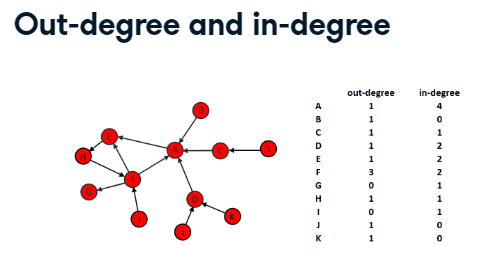 Out-degree and in-degree
out-degree in-degree
A 1 4
B 1 0
C 1 1
D 1 2
E 1 2
F 3 2
G 0 1
H 1 1
I 0 1
J 1 0
K 1 0
B
E
H
A
C
F
G
D
K
J